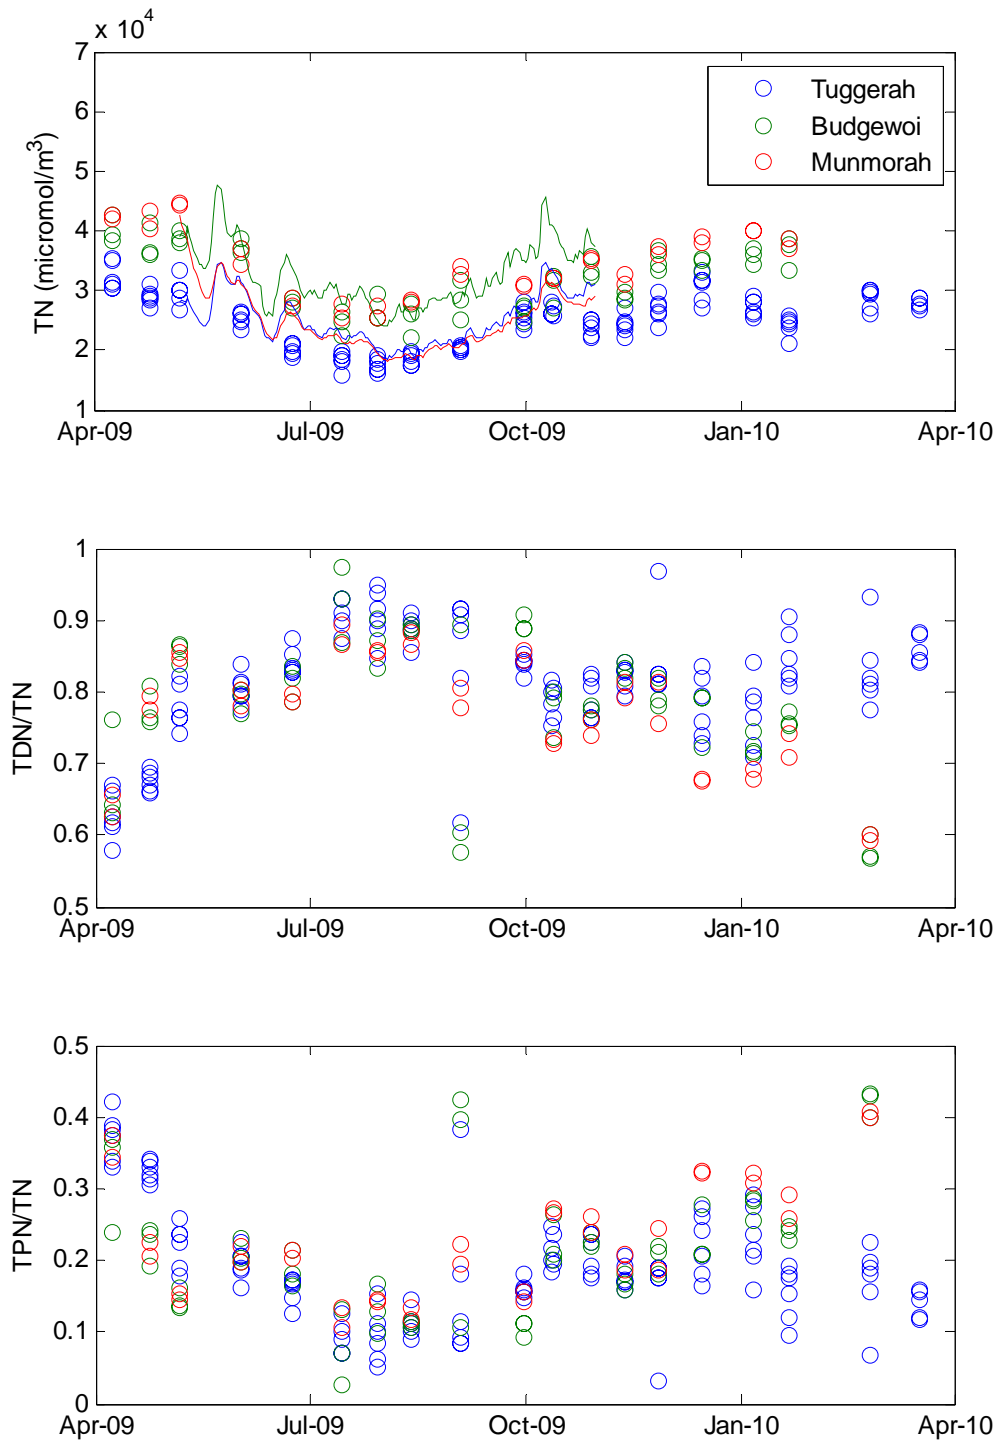 x 10^4
7
6
5
4
3
2
1
TN (micromol/m^3)
Tuggerah
Budgewoi
Munmorah
Apr-09 Jul-09 Oct-09 Jan-10 Apr-10
1
0.9
0.8
0.7
0.6
0.5
TDN/TN
Apr-09 Jul-09 Oct-09 Jan-10 Apr-10
0.5
0.4
0.3
0.2
0.1
0
TPN/TN
Apr-09 Jul-09 Oct-09 Jan-10 Apr-10